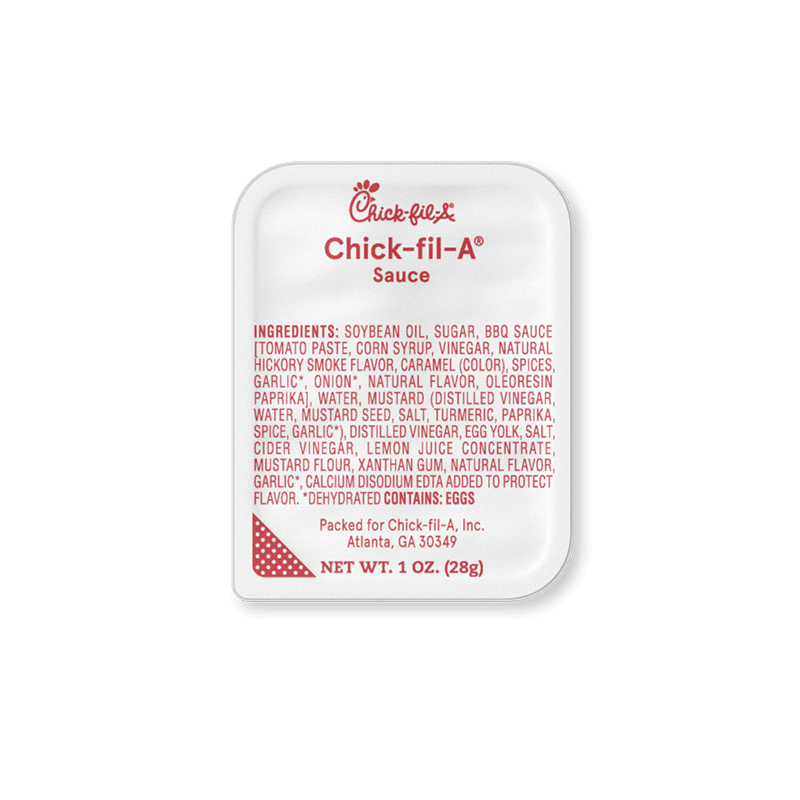 Chick-fil-A®
Chick-fil-A®
Sauce
INGREDIENTS: SOYBEAN OIL, SUGAR, BBQ SAUCE
[TOMATO PASTE, CORN SYRUP, VINEGAR, NATURAL
HICKORY SMOKE FLAVOR, CARAMEL (COLOR), SPICES,
GARLIC*, ONION*, NATURAL FLAVOR, OLEORESIN
PAPRIKA], WATER, MUSTARD (DISTILLED VINEGAR,
WATER, MUSTARD SEED, SALT, TURMERIC, PAPRIKA,
SPICE, GARLIC*), DISTILLED VINEGAR, EGG YOLK, SALT,
CIDER VINEGAR, LEMON JUICE CONCENTRATE,
MUSTARD FLOUR, XANTHAN GUM, NATURAL FLAVOR,
GARLIC*, CALCIUM DISODIUM EDTA ADDED TO PROTECT
FLAVOR. *DEHYDRATED CONTAINS: EGGS
Packed for Chick-fil-A, Inc.
Atlanta, GA 30349
NET WT. 1 OZ. (28g)